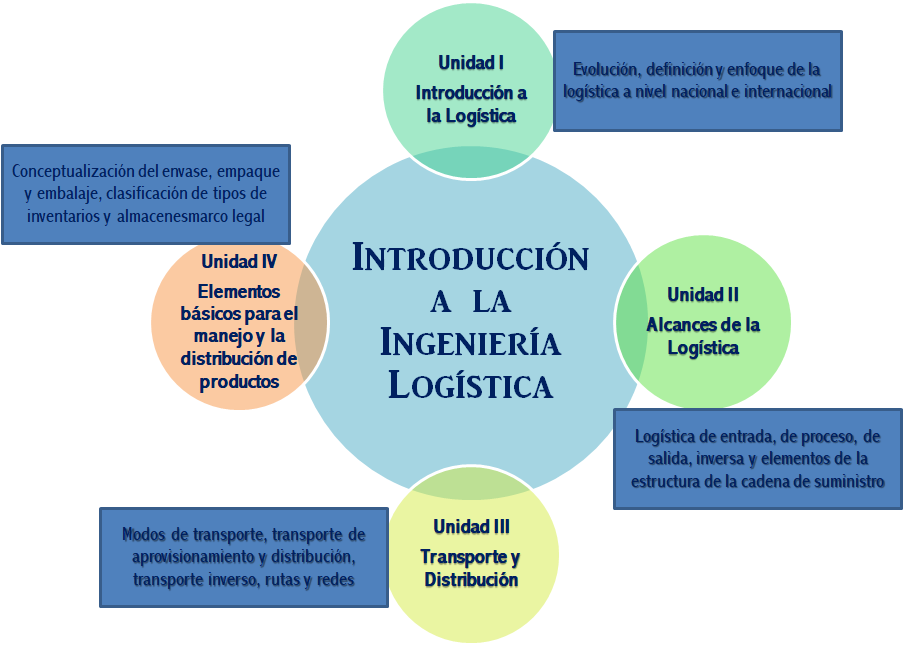 Unidad I
Introducción a
la Logística
Evolución, definición y enfoque de la
logística a nivel nacional e internacional
Conceptualización del envase, empaque
y embalaje, clasificación de tipos de
inventarios y almacenesmarco legal
Unidad IV
Elementos
básicos para el
manejo y la
distribución de
productos
INTRODUCCIÓN
A LA
INGENIERÍA
LOGÍSTICA
Unidad II
Alcances de la
Logística
Logística de entrada, de proceso, de
salida, inversa y elementos de la
estructura de la cadena de suministro
Unidad III
Transporte y
Distribución
Modos de transporte, transporte de
aprovisionamiento y distribución,
transporte inverso, rutas y redes